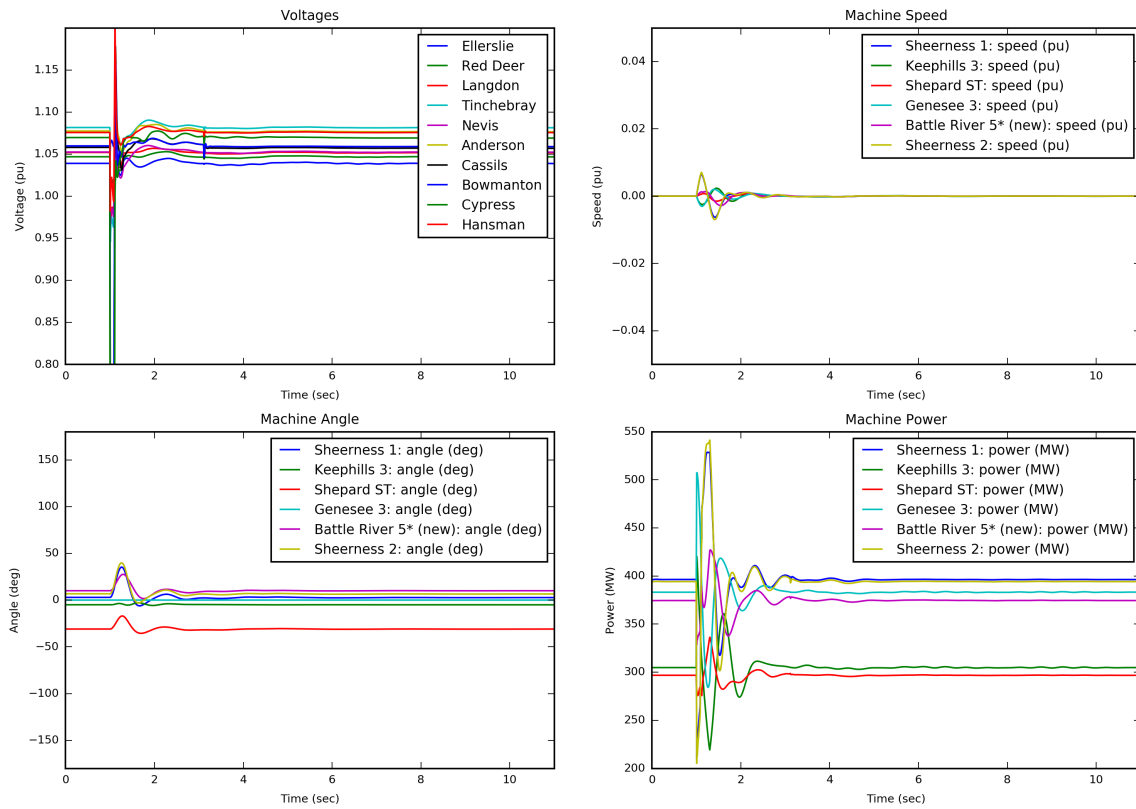 Voltages
1.15
1.10
1.05
1.00
0.95
0.90
0.85
0.80
Voltage (pu)
0 2 4 6 8 10
Time (sec)
Ellerslie
Red Deer
Langdon
Tinchebray
Nevis
Anderson
Cassils
Bowmanton
Cypress
Hansman
Machine Speed
0.04
0.02
0.00
−0.02
−0.04
Speed (pu)
0 2 4 6 8 10
Time (sec)
Sheerness 1: speed (pu)
Keephills 3: speed (pu)
Shepard ST: speed (pu)
Genesee 3: speed (pu)
Battle River 5* (new): speed (pu)
Sheerness 2: speed (pu)
Machine Angle
150
100
50
0
−50
−100
−150
Angle (deg)
0 2 4 6 8 10
Time (sec)
Sheerness 1: angle (deg)
Keephills 3: angle (deg)
Shepard ST: angle (deg)
Genesee 3: angle (deg)
Battle River 5* (new): angle (deg)
Sheerness 2: angle (deg)
Machine Power
550
500
450
400
350
300
250
200
Power (MW)
0 2 4 6 8 10
Time (sec)
Sheerness 1: power (MW)
Keephills 3: power (MW)
Shepard ST: power (MW)
Genesee 3: power (MW)
Battle River 5* (new): power (MW)
Sheerness 2: power (MW)